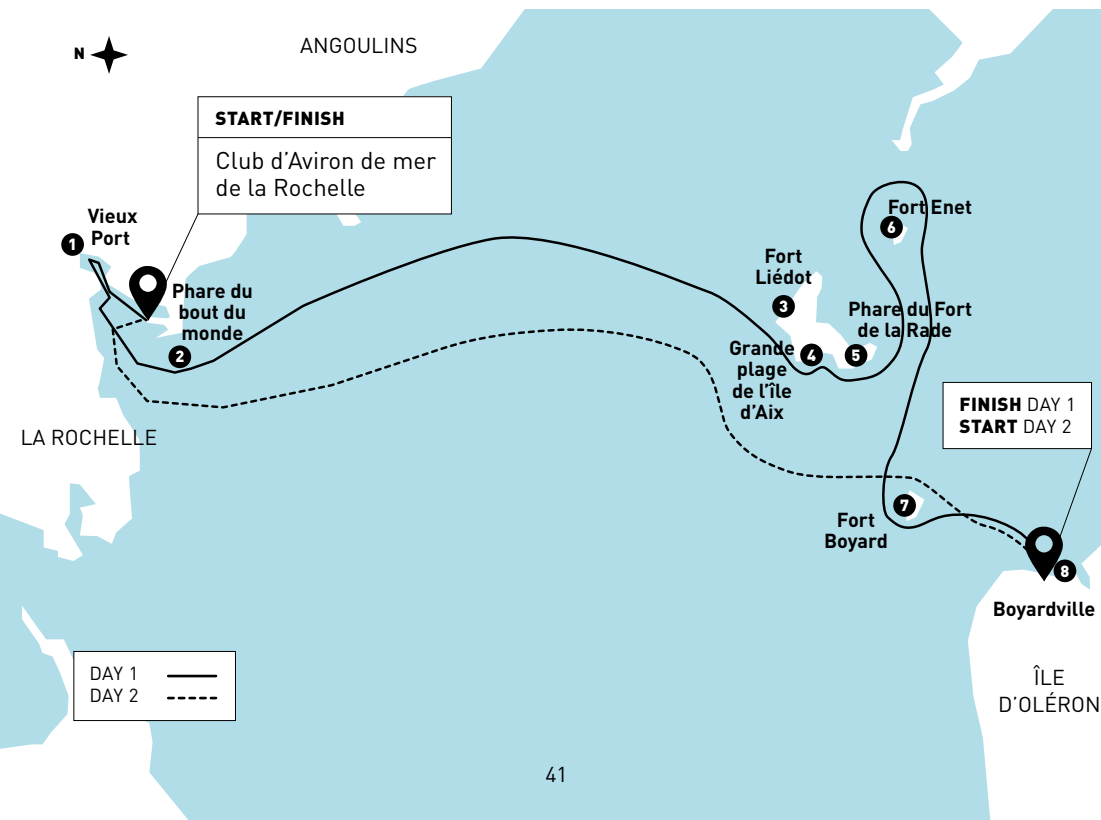 N
ANGOULINS
START/FINISH
Club d'Aviron de mer
de la Rochelle
Vieux
Port
1
Phare du
bout du
monde
2
LA ROCHELLE
Fort
Liédot
3
Grande
plage
de l'île
d'Aix
4
Phare du Fort
de la Rade
5
Fort Enet
6
Fort
Boyard
7
FINISH DAY 1
START DAY 2
8
Boyardville
ÎLE
D'OLÉRON
DAY 1
DAY 2
41